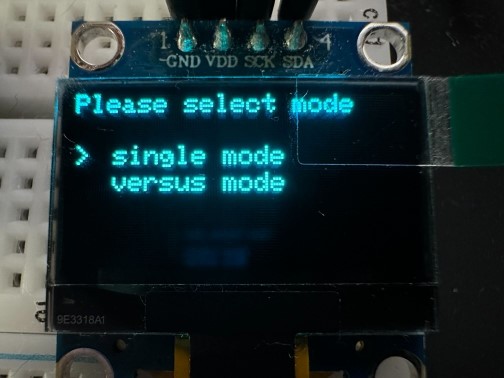 1 4
GND VDD SCK SDA
Please select mode
> single mode
versus mode
9E3318A1